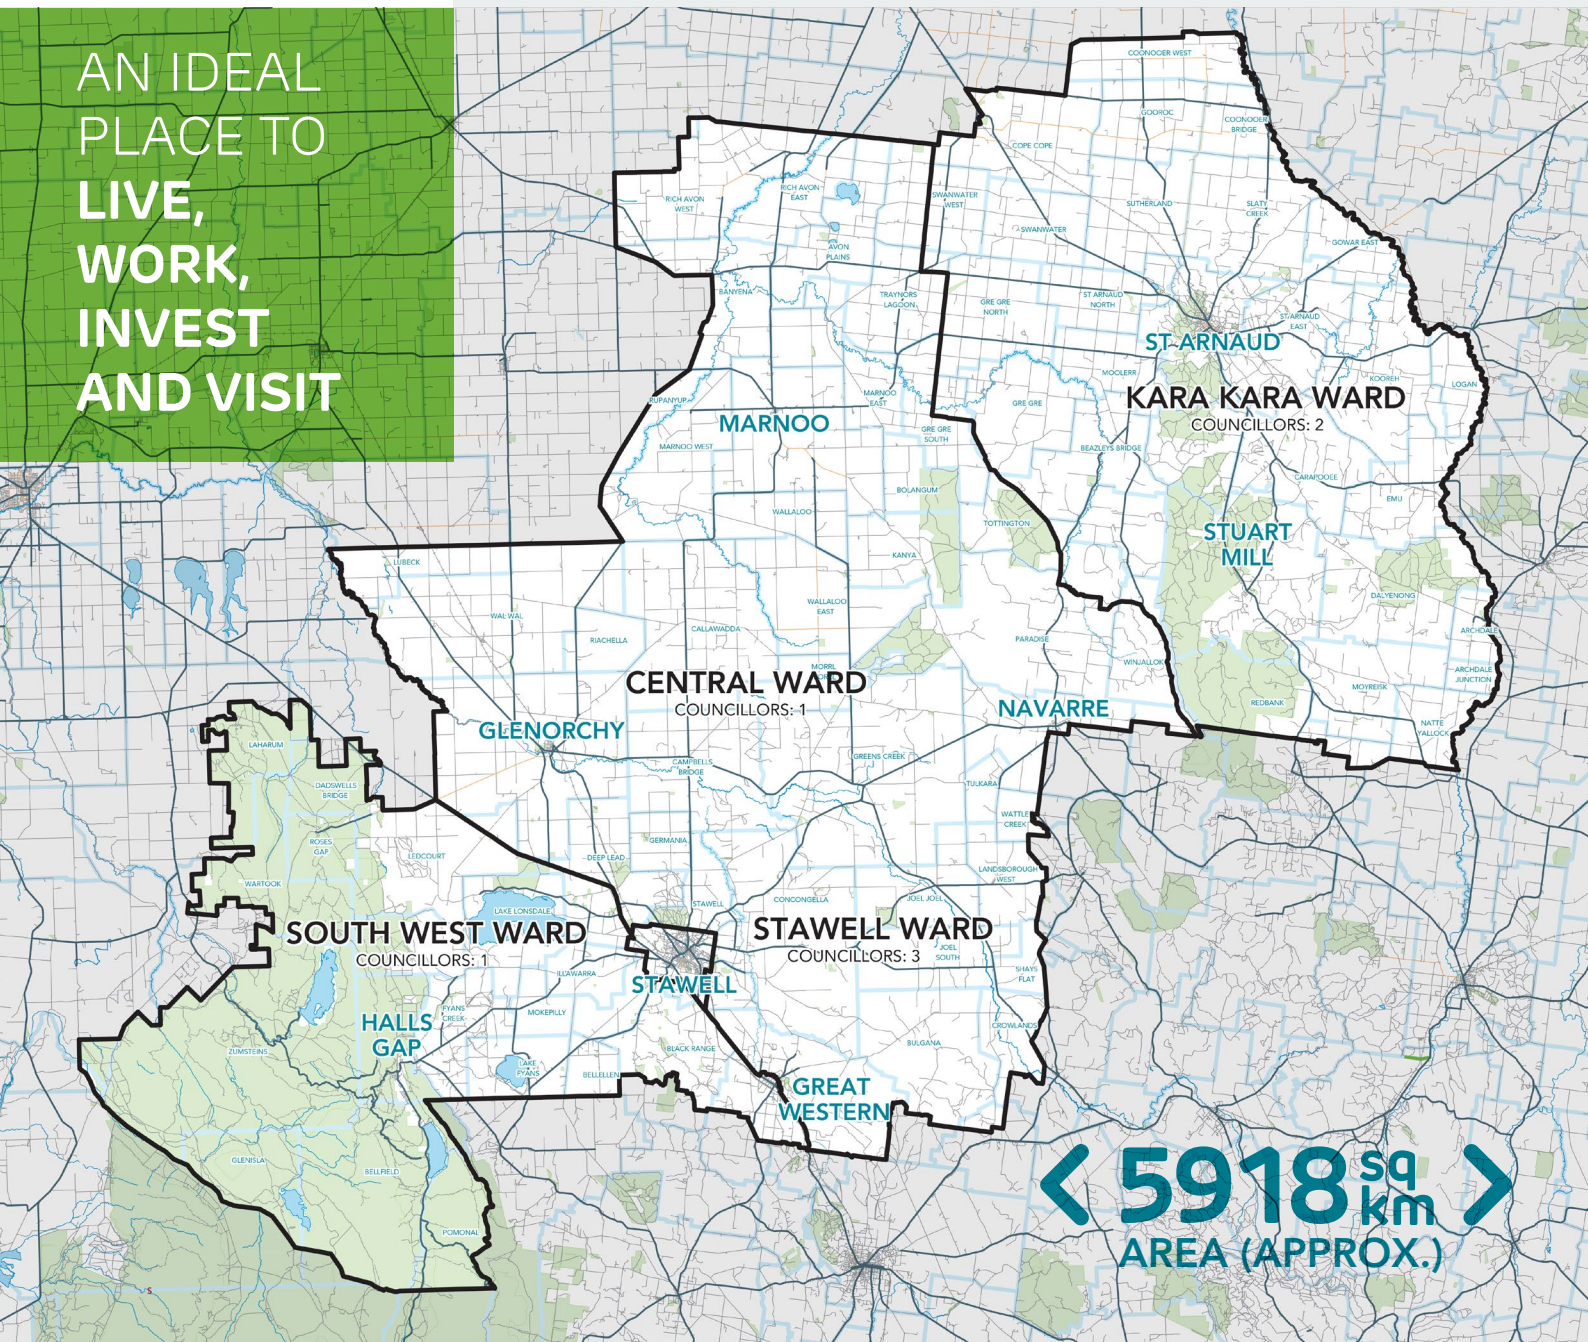 AN IDEAL
PLACE TO
LIVE,
WORK,
INVEST
AND VISIT
COONOOER WEST
GOOROC
COONOOER
BRIDGE
COPE COPE
RICH AVON
WEST
RICH AVON
EAST
SWANWATER
WEST
SUTHERLAND
SLATY
CREEK
SWANWATER
GOWAR EAST
AVON
PLAINS
BANYENA
TRAYNORS
LAGOON
GRE GRE
NORTH
ST ARNAUD
NORTH
ST ARNAUD
EAST
ST ARNAUD
MOOLERR
KOOREH
LOGAN
KARA KARA WARD
COUNCILLORS: 2
RUPANYUP
MARNOO
EAST
GRE GRE
MARNOO
GRE GRE
SOUTH
MARNOO WEST
BEAZLEYS BRIDGE
CARAPOOEE
EMU
BOLANGUM
WALLALOO
TOTTINGTON
STUART
MILL
KANYA
LUBECK
DALYENONG
WALLALOO
EAST
WAL WAL
RIACHELLA
CALLAWADDA
PARADISE
ARCHDALE
WINJALLOK
ARCHDALE
JUNCTION
MORRL
CENTRAL WARD
COUNCILLORS: 1
MOYREISK
REDBANK
NAVARRE
NATTE
YALLOCK
GLENORCHY
LAHARUM
CAMPBELLS
BRIDGE
GREENS CREEK
DADSWELLS
BRIDGE
TULKARA
WATTLE
CREEK
ROSES
GAP
LEDCOURT
GERMANIA
DEEP LEAD
LANDSBOROUGH
WEST
WARTOOK
LAKE LONSDALE
STAWELL
CONCONGELLA
JOEL JOEL
SOUTH WEST WARD
COUNCILLORS: 1
STAWELL WARD
COUNCILLORS: 3
JOEL
SOUTH
ILLAWARRA
SHAYS
FLAT
STAWELL
FYANS
CREEK
MOKEPILLY
HALLS
GAP
CROWLANDS
ZUMSTEINS
BLACK RANGE
BULGANA
LAKE
FYANS
BELLELLEN
GREAT
WESTERN
GLENISLA
BELLFIELD
POMONAL
< 5918 sq km >
AREA (APPROX.)
S